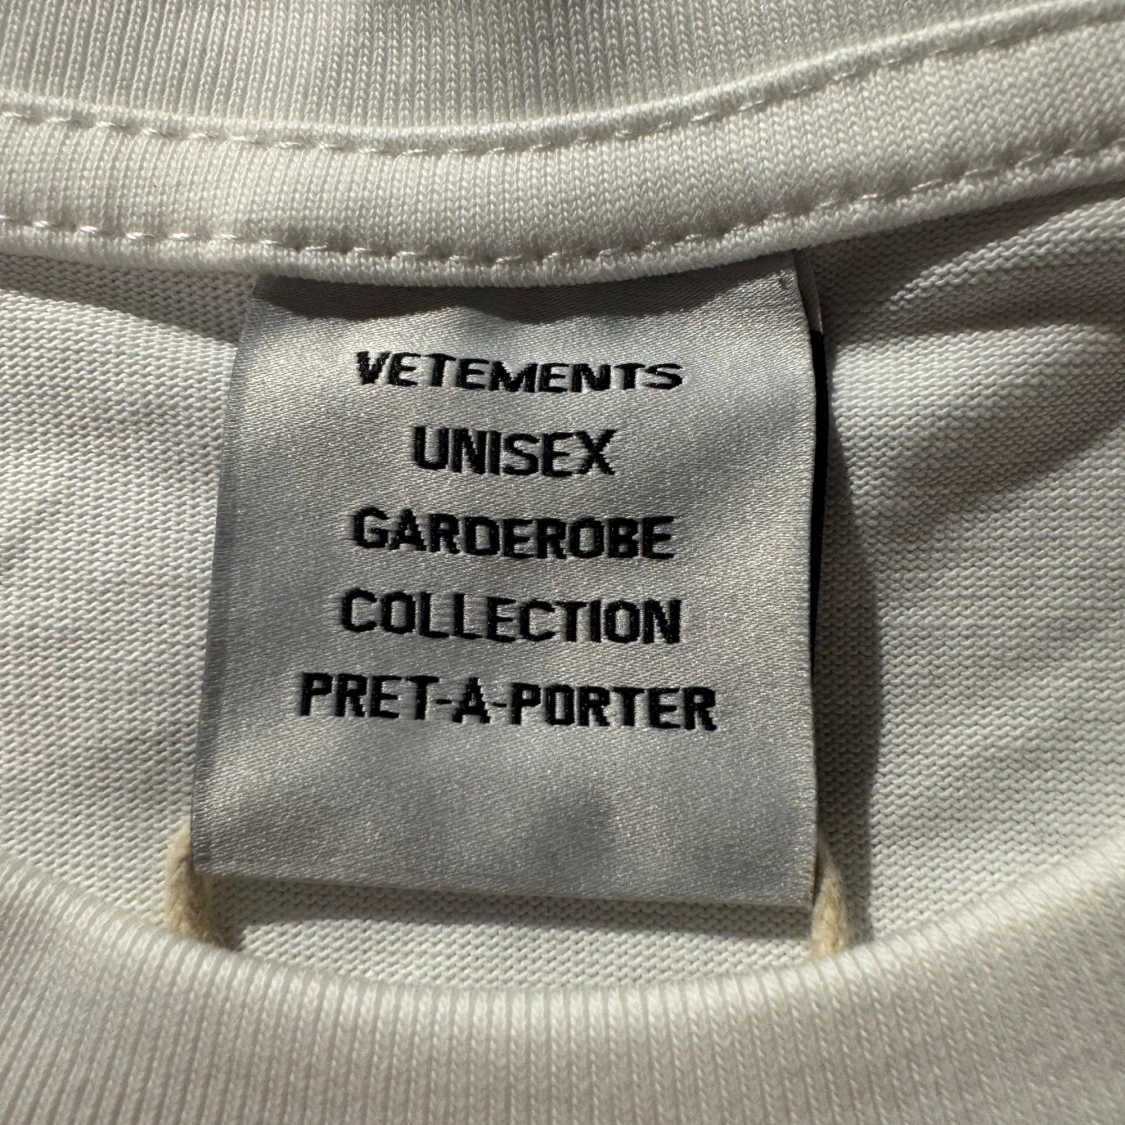 VETEMENTS
UNISEX
GARDEROBE
COLLECTION
PRET-A-PORTER